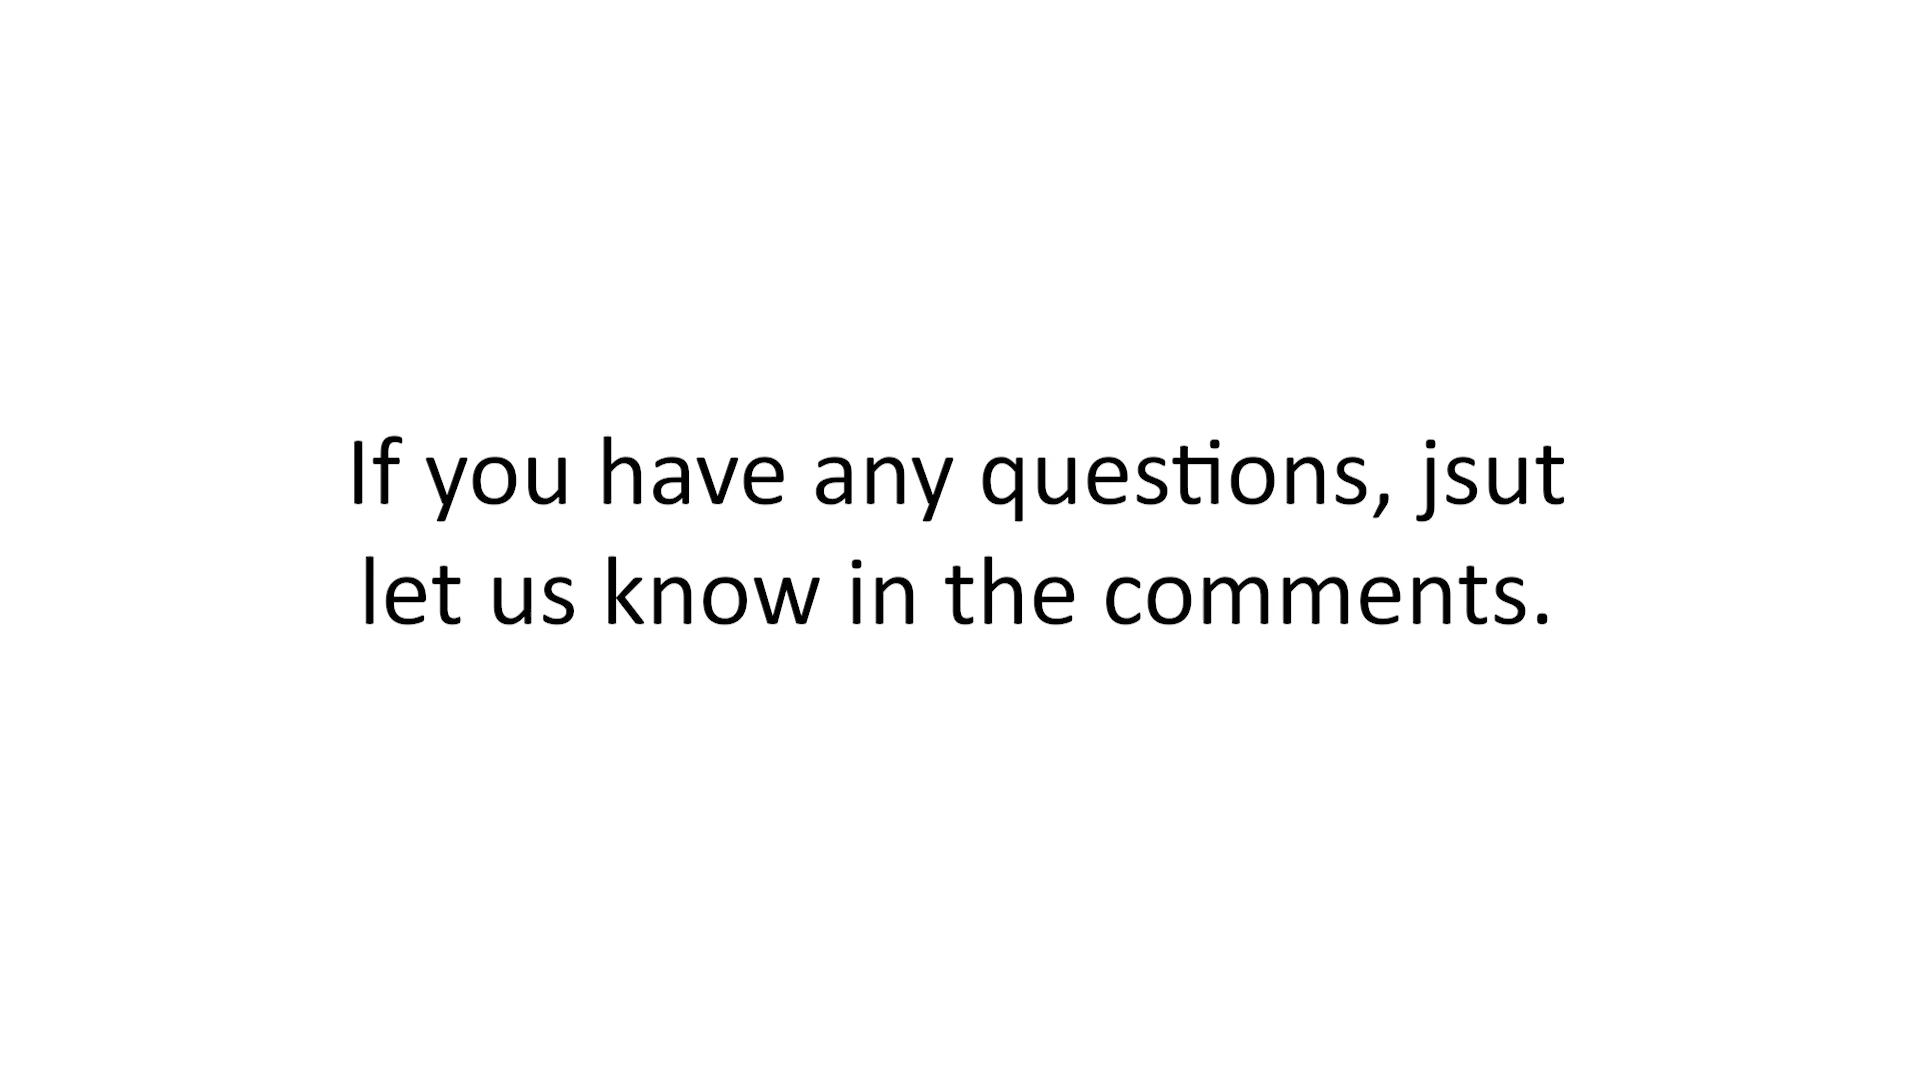 If you have any questions, jsut
let us know in the comments.